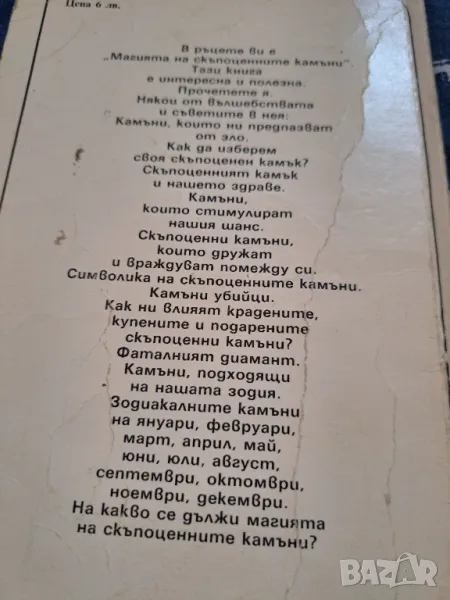 Цена 6 лв.
В ръцете ви е
„Магията на скъпоценните камъни".
Тази книга
е интересна и полезна.
Прочетете я.
Някои от вълшебствата
и съветите в нея:
Камъни, които ни предпазват
от зло.
Как да изберем
своя скъпоценен камък?
Скъпоценният камък
и нашето здраве.
Камъни,
които стимулират
нашия шанс.
Скъпоценни камъни,
които дружат
и враждуват помежду си.
Символика на скъпоценните камъни.
Камъни убийци.
Как ни влияят крадените,
купените и подарените
скъпоценни камъни?
Фаталният диамант.
Камъни, подходящи
на нашата зодия.
Зодиакалните камъни
на януари, февруари,
март, април, май,
юни, юли, август,
септември, октомври,
ноември, декември.
На какво се дължи магията
на скъпоценните камъни?
BAZAR